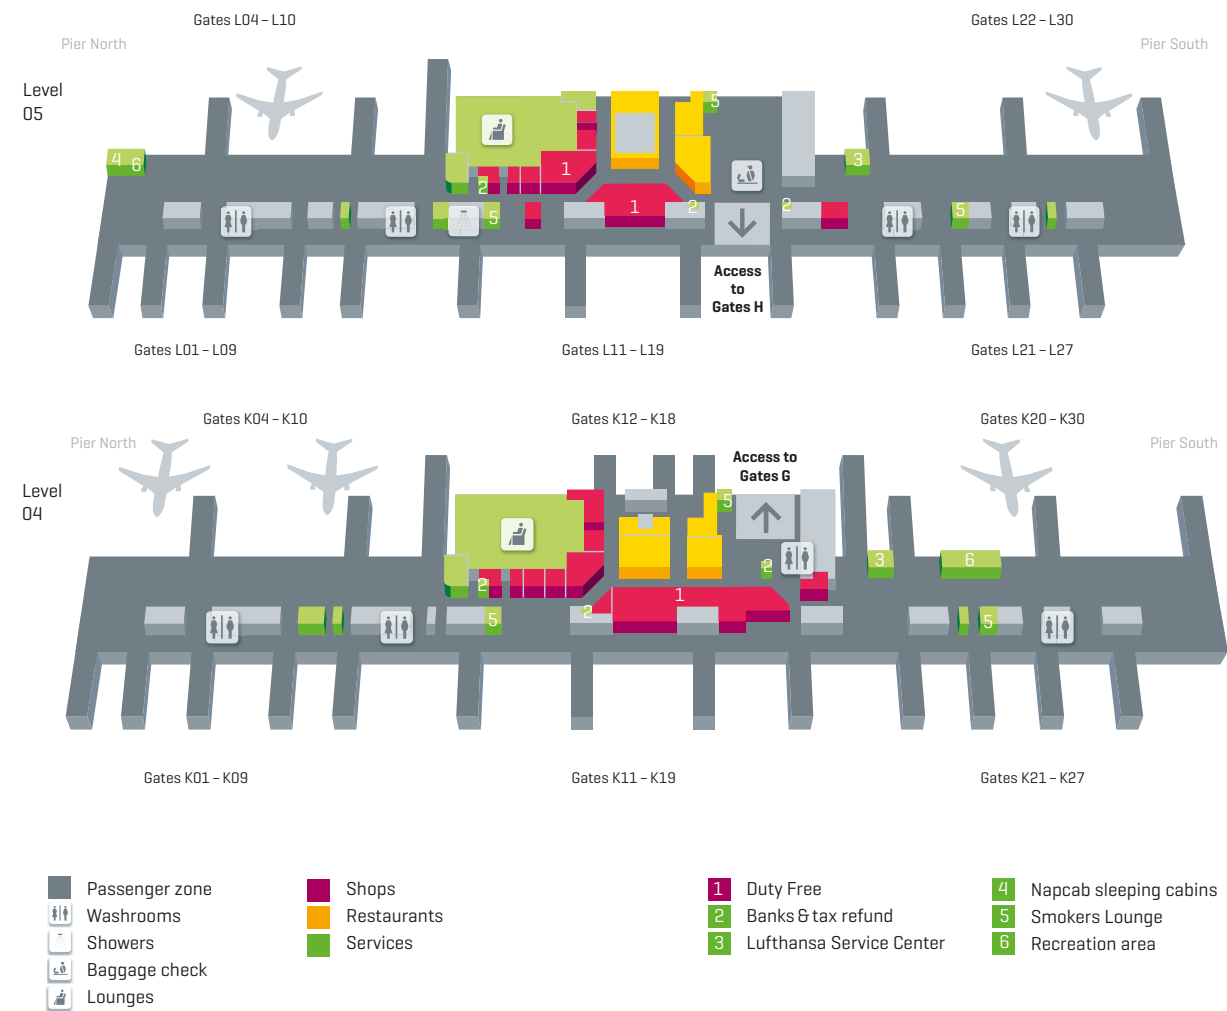 Gates L04 – L10
Gates L22 – L30
Pier North
Pier South
Level
05
5
4
6
1
3
2
1
2
2
5
5
Access
to
Gates H
Gates L01 – L09
Gates L11 – L19
Gates L21 – L27
Gates K04 – K10
Gates K12 – K18
Gates K20 – K30
Pier North
Pier South
Access to
Gates G
Level
04
5
3
6
2
2
1
2
5
5
Gates K01 – K09
Gates K11 – K19
Gates K21 – K27
Passenger zone
Washrooms
Showers
Baggage check
Lounges
Shops
Restaurants
Services
1 Duty Free
2 Banks & tax refund
3 Lufthansa Service Center
4 Napcab sleeping cabins
5 Smokers Lounge
6 Recreation area